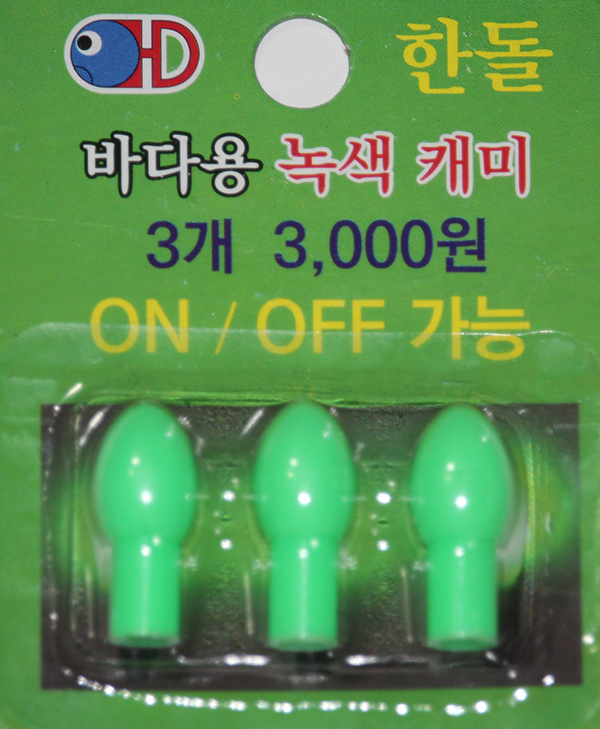 HD 한돌
바다용 녹색 캐미
3개 3,000원
ON / OFF 가능